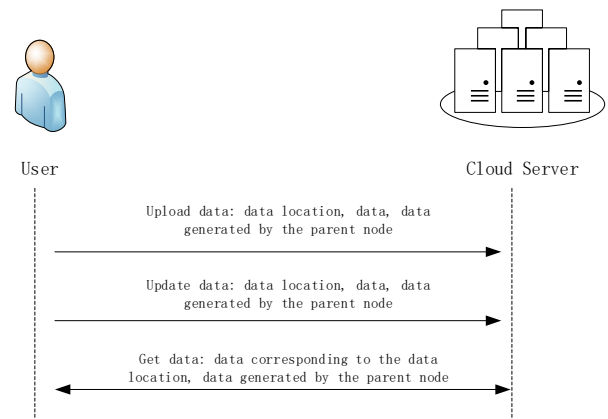 User
Cloud Server
Upload data: data location, data, data
generated by the parent node
Update data: data location, data, data
generated by the parent node
Get data: data corresponding to the data
location, data generated by the parent node